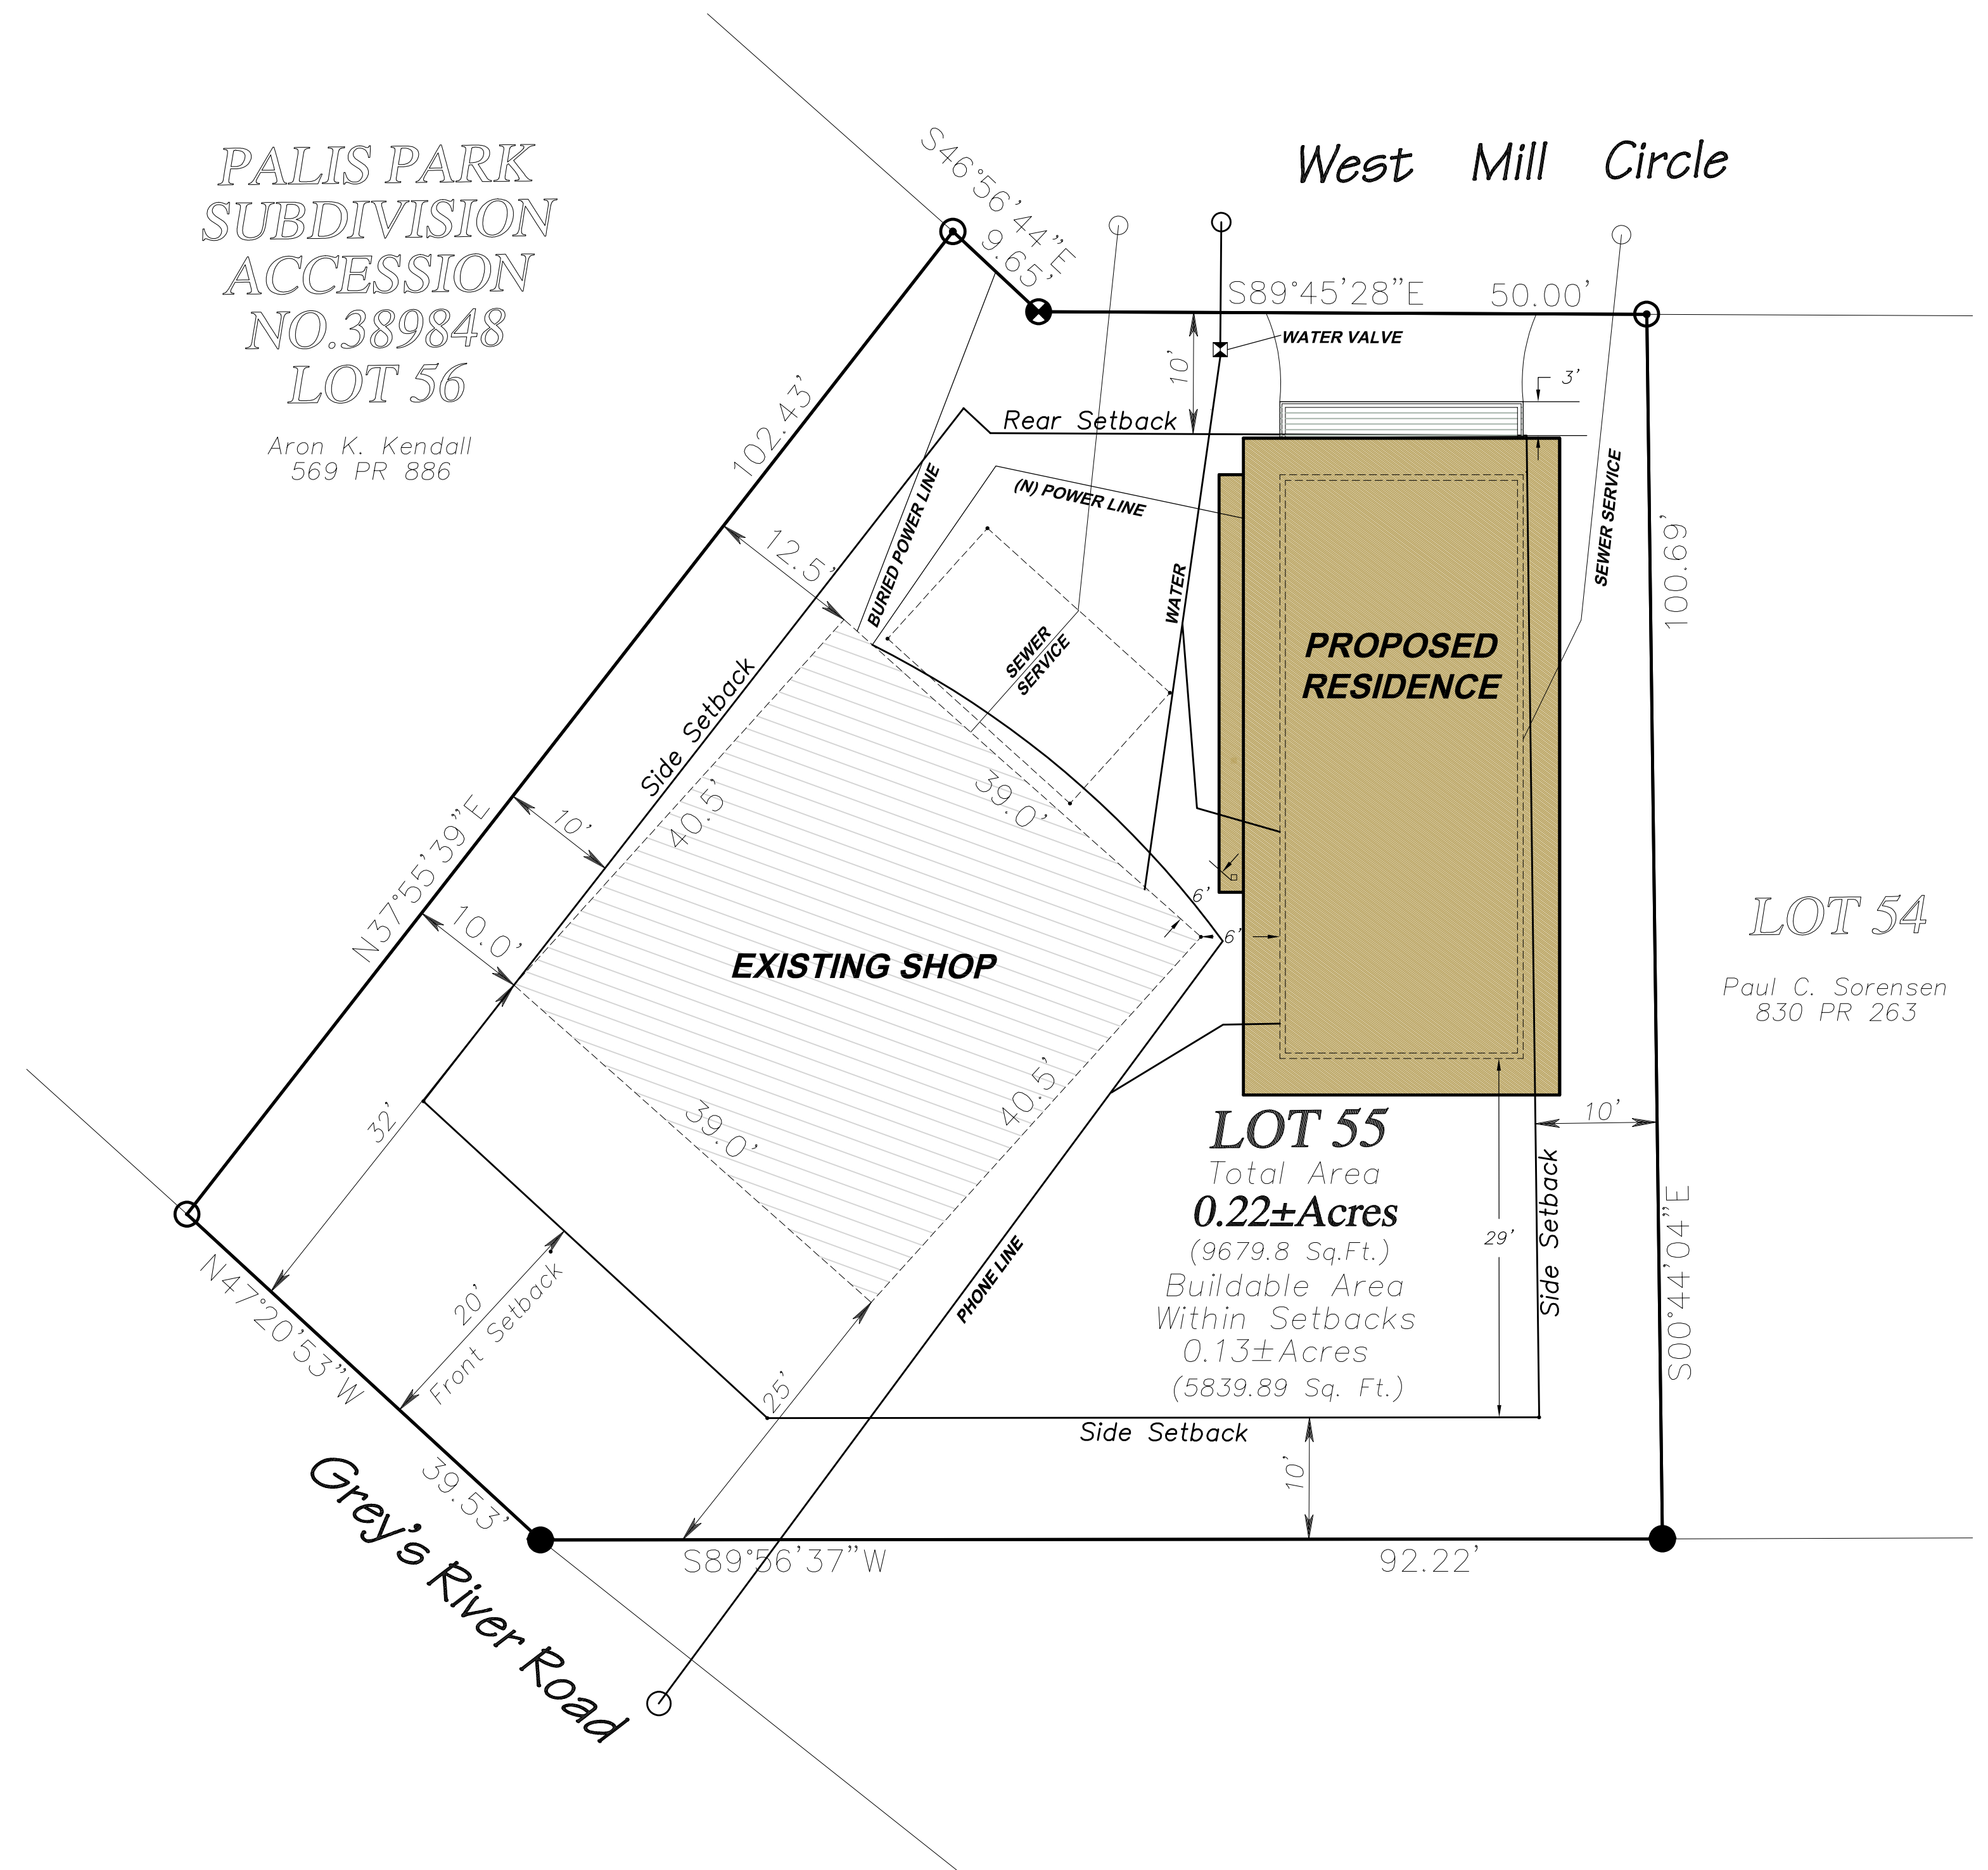 PALIS PARK
SUBDIVISION
ACCESSION
NO.389848
LOT 56
Aron K. Kendall
569 PR 886
West Mill Circle
S46°56'44"E
9.65'
S89°45'28"E
50.00'
WATER VALVE
10'
3'
Rear Setback
102.43'
(N) POWER LINE
BURIED POWER LINE
SEWER SERVICE
12.5'
WATER
100.69'
SEWER
SERVICE
PROPOSED
RESIDENCE
Side Setback
40.5'
39.0'
10'
N37°55'39"E
10.0'
6'
6'
EXISTING SHOP
LOT 54
Paul C. Sorensen
830 PR 263
32'
39.0'
40.5'
10'
LOT 55
Total Area
0.22±Acres
(9679.8 Sq.Ft.)
Buildable Area
Within Setbacks
0.13±Acres
(5839.89 Sq. Ft.)
29'
Side Setback
S00°44'04"E
PHONE LINE
N47°20'53"W
20'
Front Setback
25'
Side Setback
10'
39.53'
Grey's River Road
S89°56'37"W
92.22'